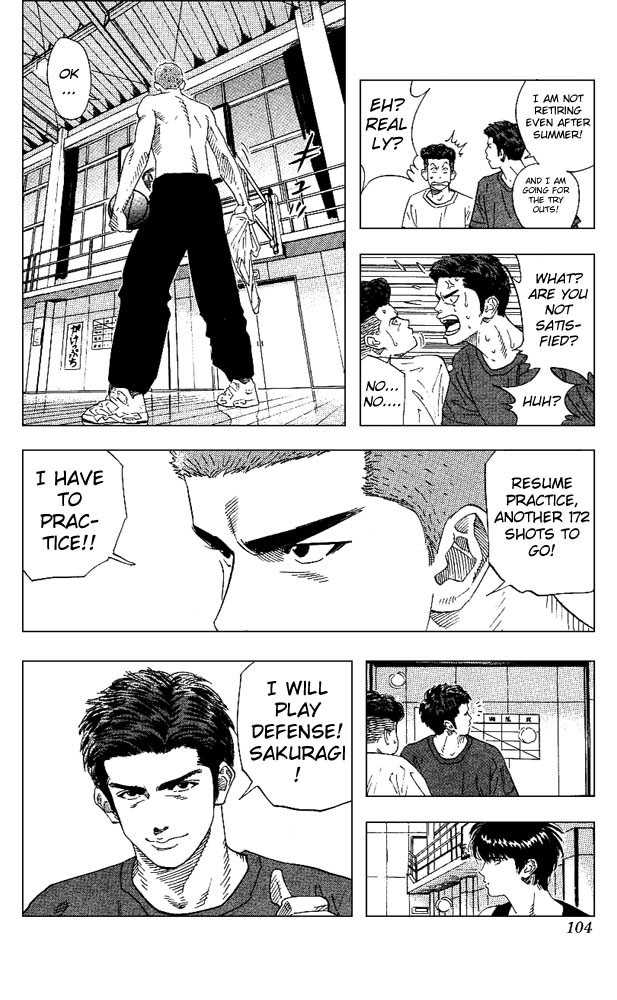 I AM NOT
RETIRING
EVEN AFTER
SUMMER!
AND I AM
GOING FOR
THE TRY
OUTS!
EH?
REAL
LY?
WHAT?
ARE YOU
NOT
SATIS-
FIED?
HUH?
NO...
NO....
OK
...
RESUME
PRACTICE,
ANOTHER 172
SHOTS TO
GO!
I HAVE
TO
PRAC-
TICE!!
I WILL
PLAY
DEFENSE!
SAKURAGI
!
104